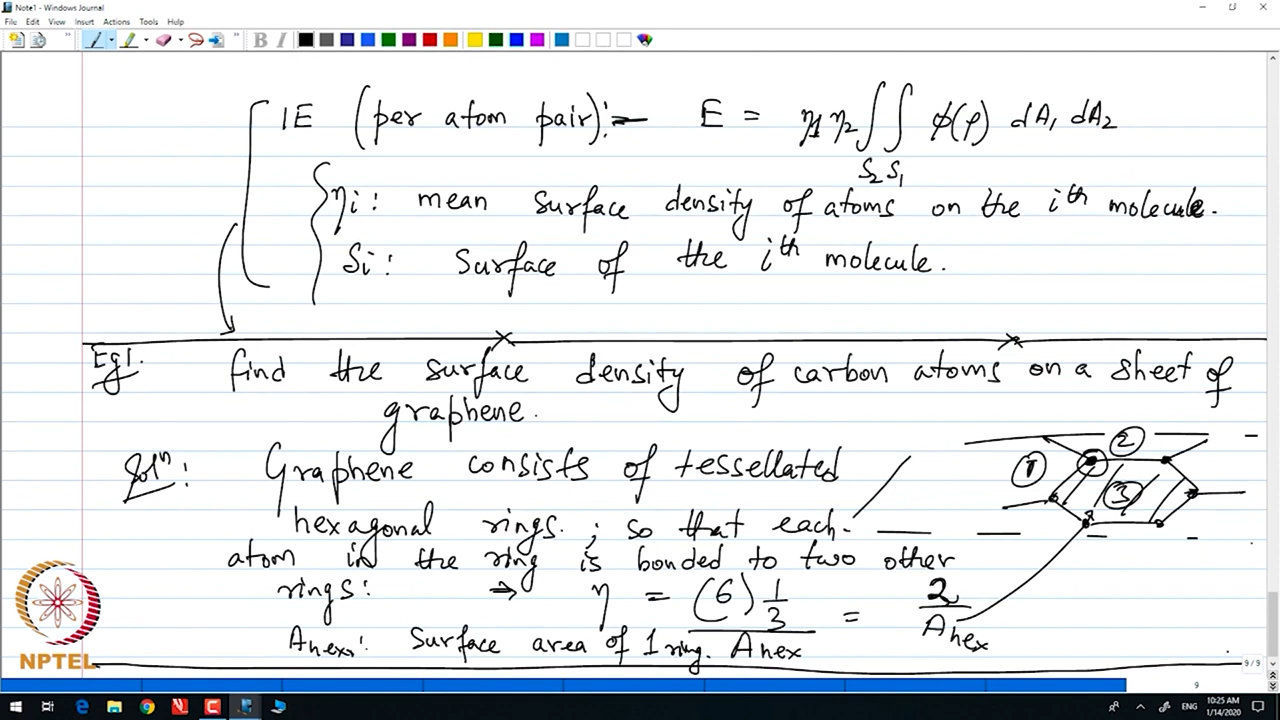 Note1 - Windows Journal
File Edit View Insert Actions Tools Help
B I
IE (per atom pair):- E = η1 η2 ∫∫ φ(ρ) dA1 dA2
S2 S1
ηi : mean surface density of atoms on the ith molecule.
Si : Surface of the ith molecule.
Eg1. find the surface density of carbon atoms on a sheet of
graphene.
Soln: Graphene consists of tessellated
hexagonal rings. ; so that each
atom in the ring is bonded to two other
rings: ⇒ η = (6) 1/3 / Ahex = 2 / Ahex
Ahex: Surface area of 1 ring.
① ② ③
NPTEL
9/9
9
10:25 AM
1/14/2020